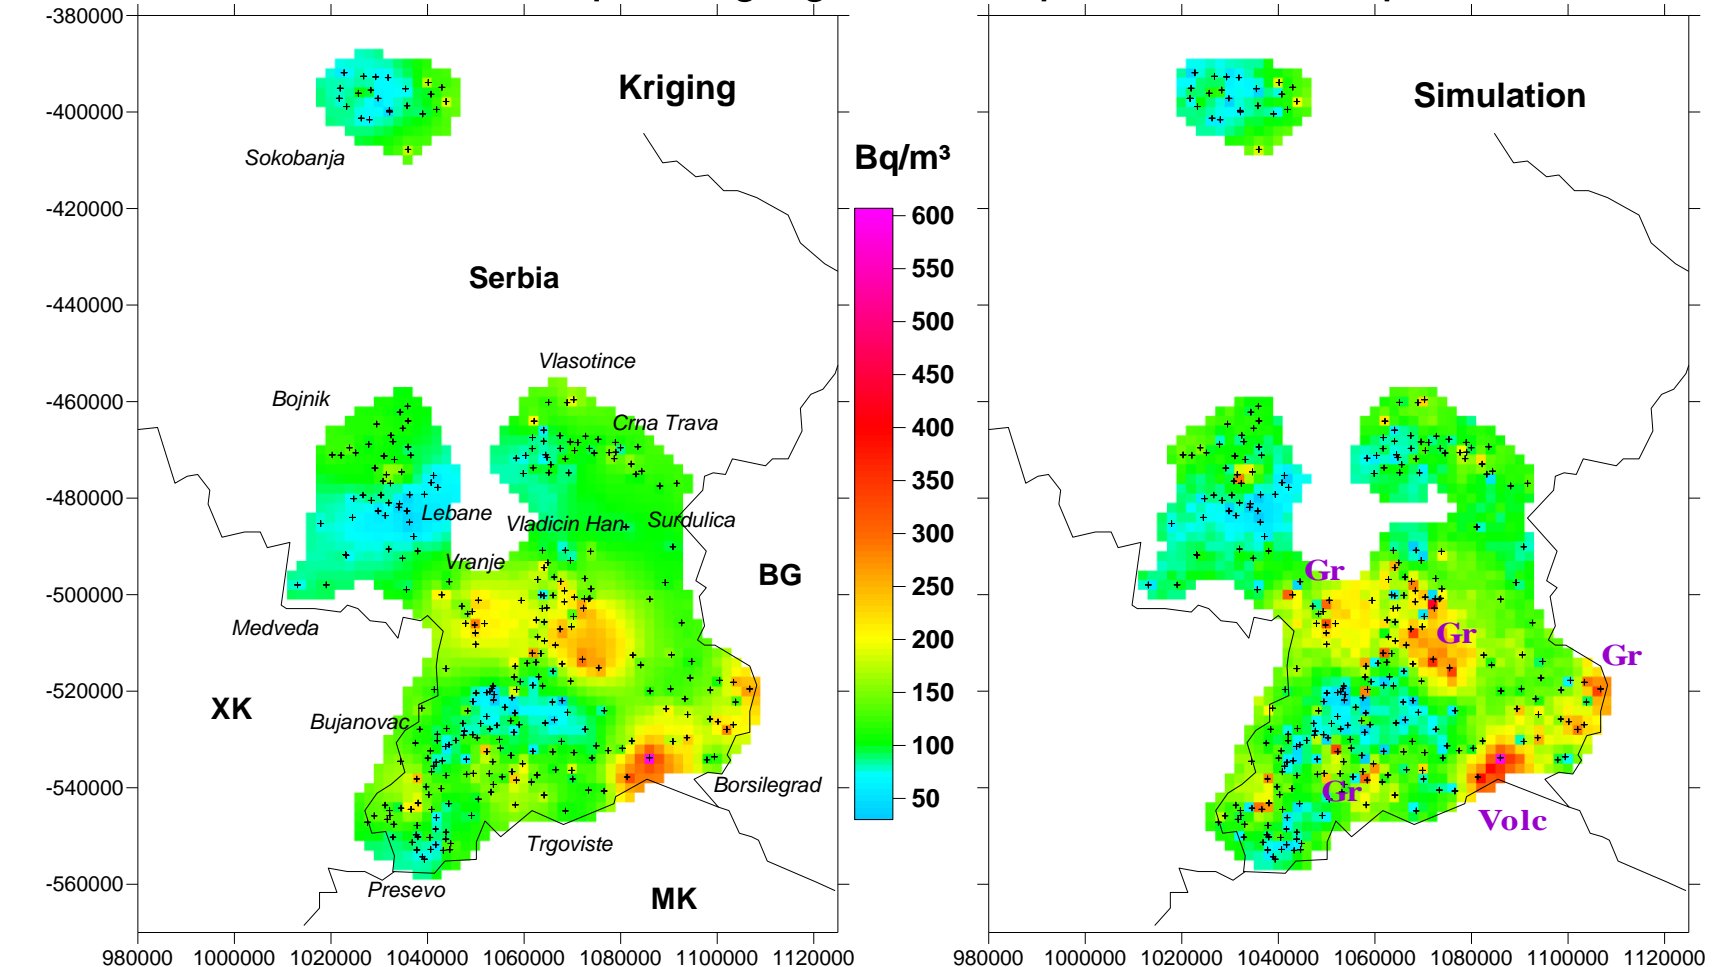 -380000
-400000
-420000
-440000
-460000
-480000
-500000
-520000
-540000
-560000
Kriging
Sokobanja
Serbia
Vlasotince
Bojnik
Crna Trava
Lebane
Vladicin Han
Surdulica
Vranje
BG
Medveda
XK
Bujanovac
Borsilegrad
Trgoviste
Presevo
MK
980000 1000000 1020000 1040000 1060000 1080000 1100000 1120000
Bq/m³
600
550
500
450
400
350
300
250
200
150
100
50
Simulation
Gr
Gr
Gr
Gr
Volc
980000 1000000 1020000 1040000 1060000 1080000 1100000 1120000